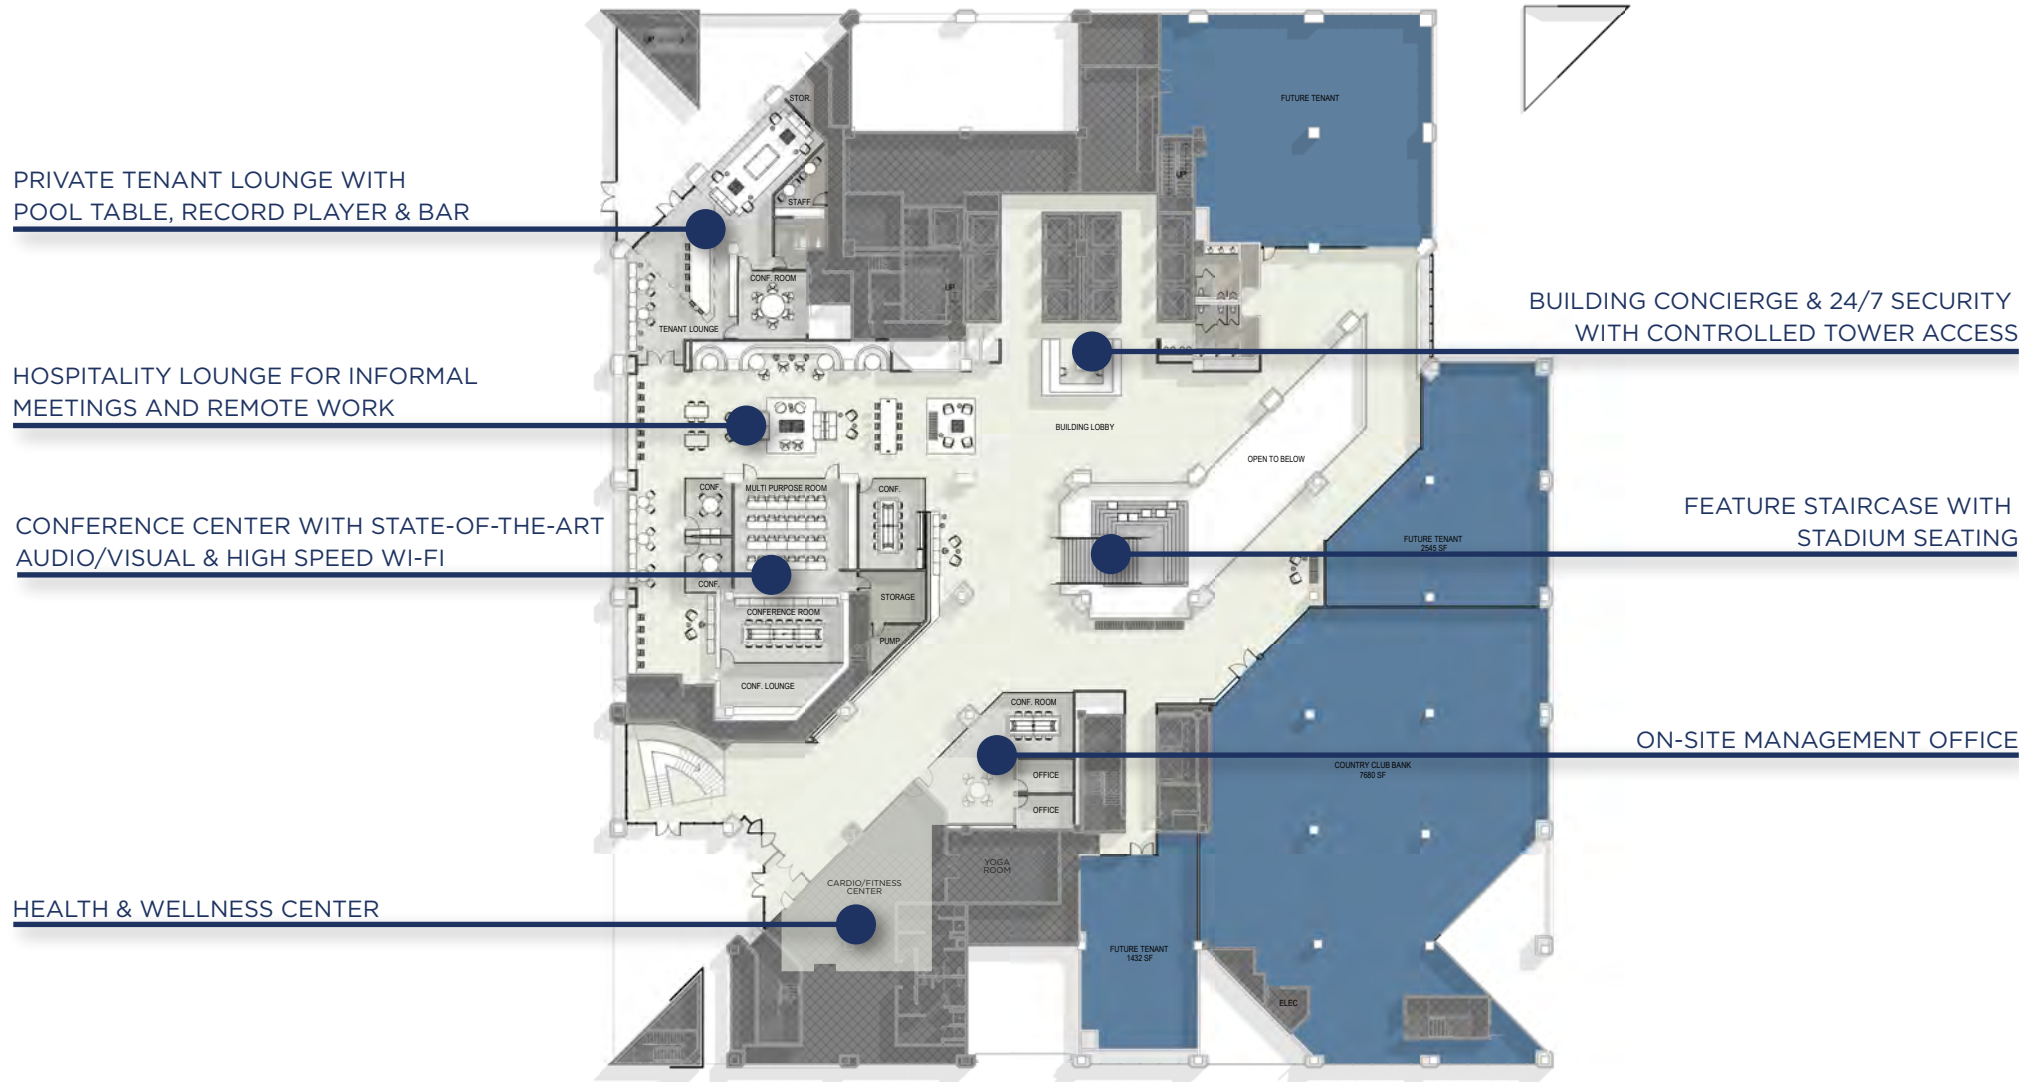 PRIVATE TENANT LOUNGE WITH
POOL TABLE, RECORD PLAYER & BAR
HOSPITALITY LOUNGE FOR INFORMAL
MEETINGS AND REMOTE WORK
CONFERENCE CENTER WITH STATE-OF-THE-ART
AUDIO/VISUAL & HIGH SPEED WI-FI
HEALTH & WELLNESS CENTER
UP
STOR.
STAFF
CONF. ROOM
TENANT LOUNGE
UP
UP
FUTURE TENANT
BUILDING LOBBY
OPEN TO BELOW
CONF.
MULTI PURPOSE ROOM
CONF.
CONF.
STORAGE
CONFERENCE ROOM
PUMP
CONF. LOUNGE
FUTURE TENANT
2545 SF
CONF. ROOM
OFFICE
OFFICE
COUNTRY CLUB BANK
7680 SF
YOGA
ROOM
CARDIO/FITNESS
CENTER
FUTURE TENANT
1432 SF
ELEC
BUILDING CONCIERGE & 24/7 SECURITY
WITH CONTROLLED TOWER ACCESS
FEATURE STAIRCASE WITH
STADIUM SEATING
ON-SITE MANAGEMENT OFFICE